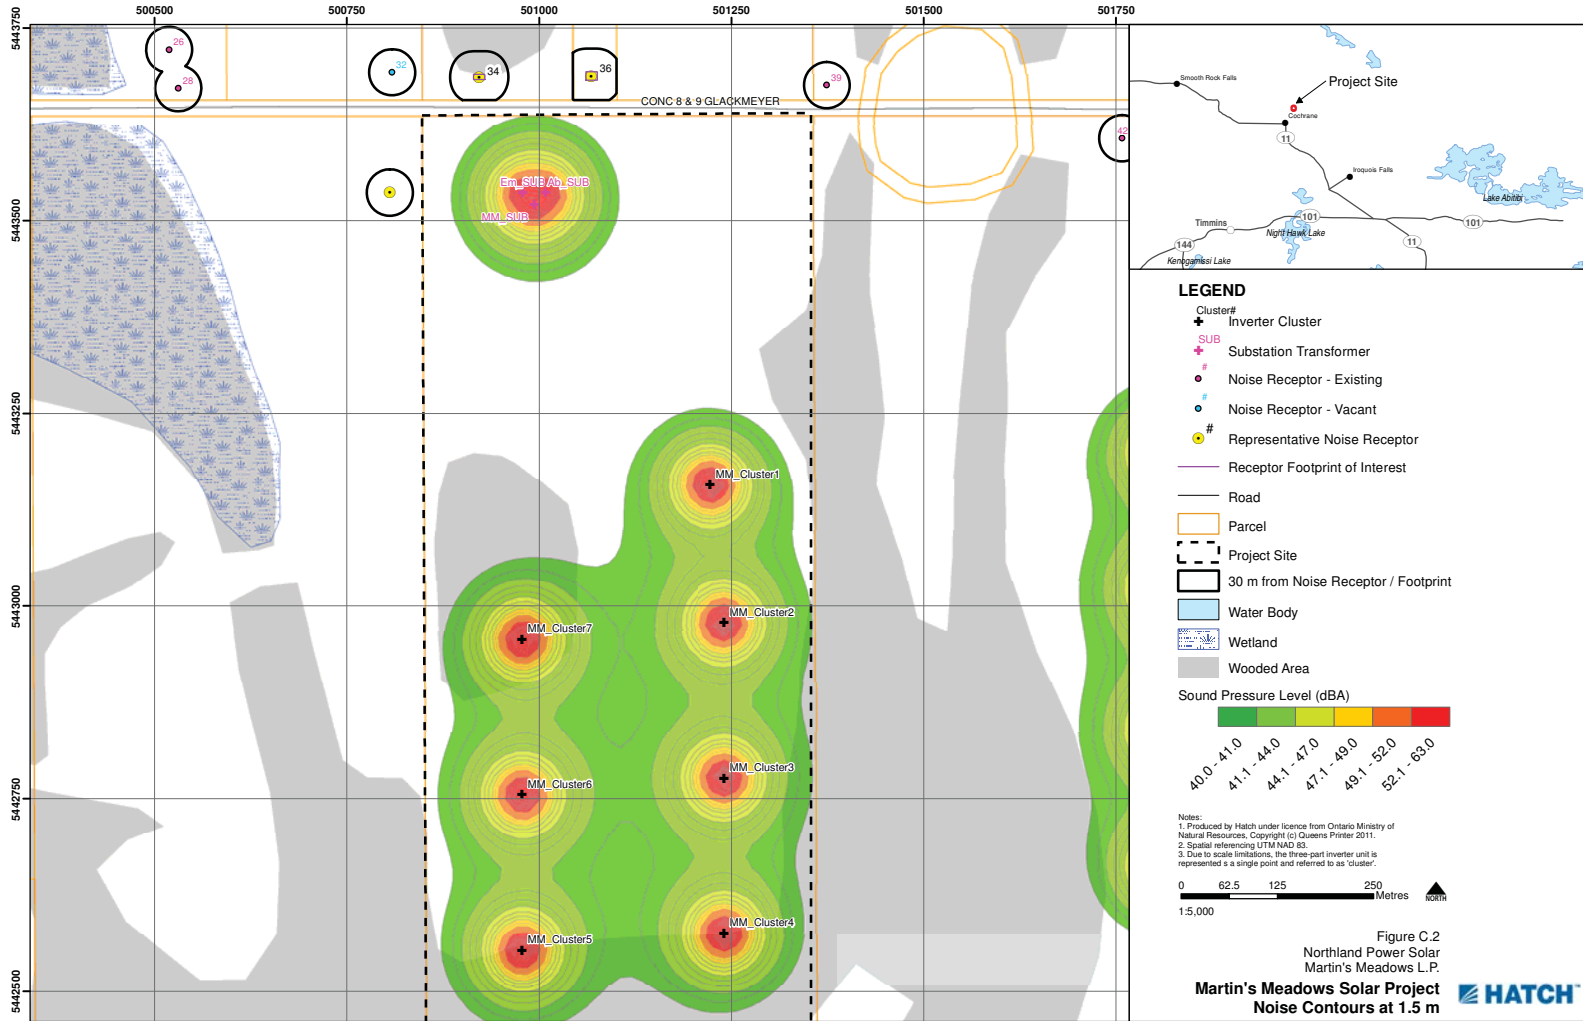 500500
500750
501000
501250
501500
501750
5443750
5443500
5443250
5443000
5442750
5442500
26
28
32
34
36
39
42
CONC 8 & 9 GLACKMEYER
Em_SUB Ab_SUB
MM_SUB
MM_Cluster1
MM_Cluster2
MM_Cluster7
MM_Cluster3
MM_Cluster6
MM_Cluster4
MM_Cluster5
Smooth Rock Falls
Project Site
Cochrane
11
Iroquois Falls
Lake Abitibi
Timmins
101
101
Night Hawk Lake
11
144
Kenogamissi Lake
LEGEND
Cluster#
Inverter Cluster
SUB
Substation Transformer
#
Noise Receptor - Existing
#
Noise Receptor - Vacant
#
Representative Noise Receptor
Receptor Footprint of Interest
Road
Parcel
Project Site
30 m from Noise Receptor / Footprint
Water Body
Wetland
Wooded Area
Sound Pressure Level (dBA)
40.0 - 41.0
41.1 - 44.0
44.1 - 47.0
47.1 - 49.0
49.1 - 52.0
52.1 - 63.0
Notes:
1. Produced by Hatch under licence from Ontario Ministry of
Natural Resources, Copyright (c) Queens Printer 2011.
2. Spatial referencing UTM NAD 83.
3. Due to scale limitations, the three-part inverter unit is
represented s a single point and referred to as 'cluster'.
0 62.5 125 250
Metres
NORTH
1:5,000
Figure C.2
Northland Power Solar
Martin's Meadows L.P.
Martin's Meadows Solar Project
Noise Contours at 1.5 m
HATCH™